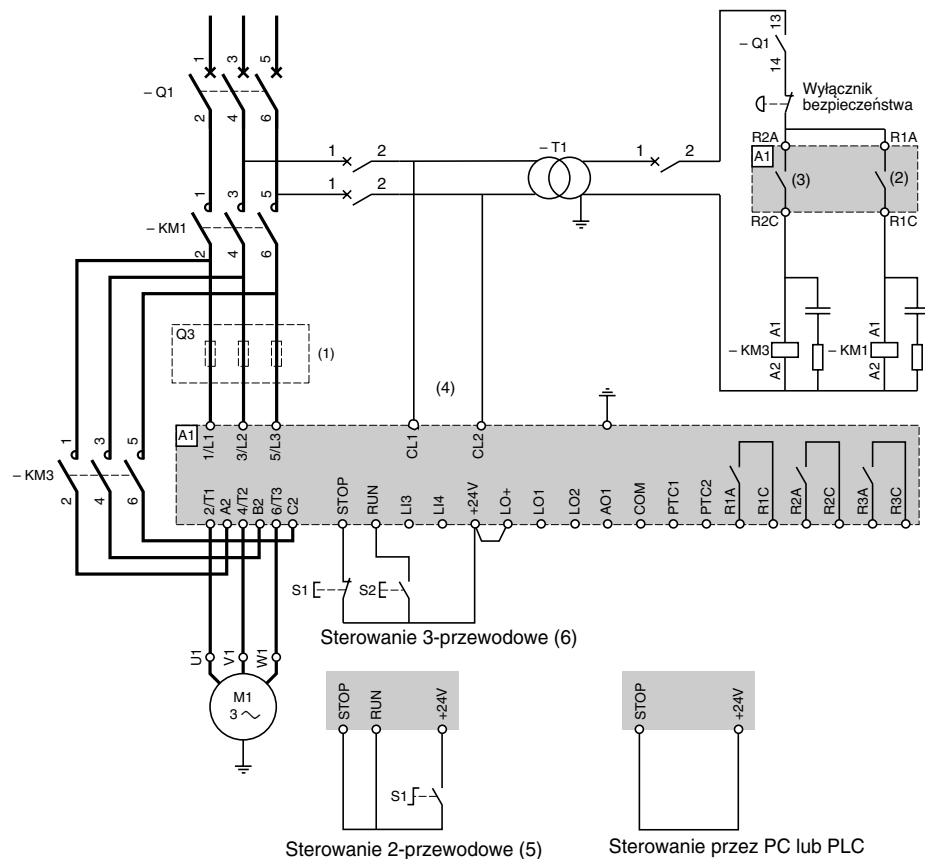 1 3 5
– Q1
2 4 6
1 2
1 2
– T1
1 2
13
– Q1
14
Wyłącznik
bezpieczeństwa
R2A R1A
A1
(3) (2)
R2C R1C
1 3 5
– KM1
2 4 6
Q3
(1)
A1 A1
– KM3 – KM1
A2 A2
(4)
A1
1/L1 3/L2 5/L3 CL1 CL2
1 3 5
– KM3
2 4 6
2/T1 A2 4/T2 B2 6/T3 C2 STOP RUN LI3 LI4 +24V LO+ LO1 LO2 AO1 COM PTC1 PTC2 R1A R1C R2A R2C R3A R3C
S1 S2
Sterowanie 3-przewodowe (6)
U1 V1 W1
M1
3
STOP RUN +24V
S1
Sterowanie 2-przewodowe (5)
STOP +24V
Sterowanie przez PC lub PLC